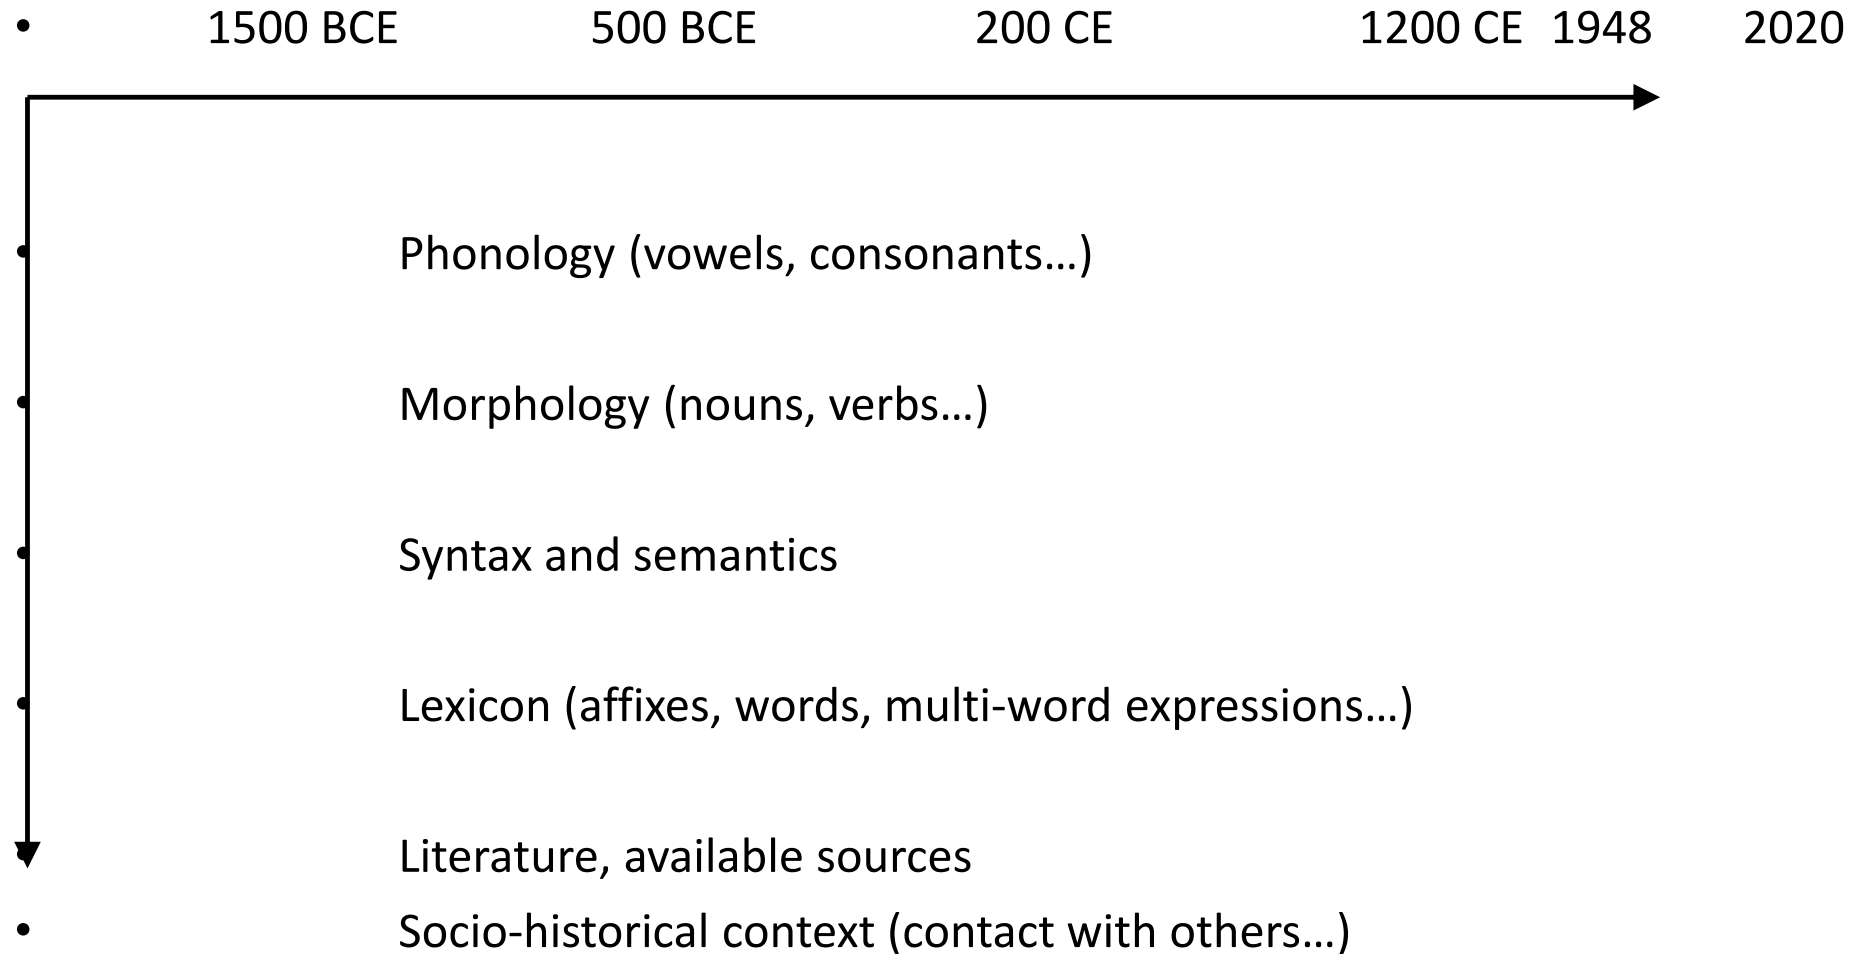 • 1500 BCE 500 BCE 200 CE 1200 CE 1948 2020
• Phonology (vowels, consonants…)
• Morphology (nouns, verbs…)
• Syntax and semantics
• Lexicon (affixes, words, multi-word expressions…)
• Literature, available sources
• Socio-historical context (contact with others…)